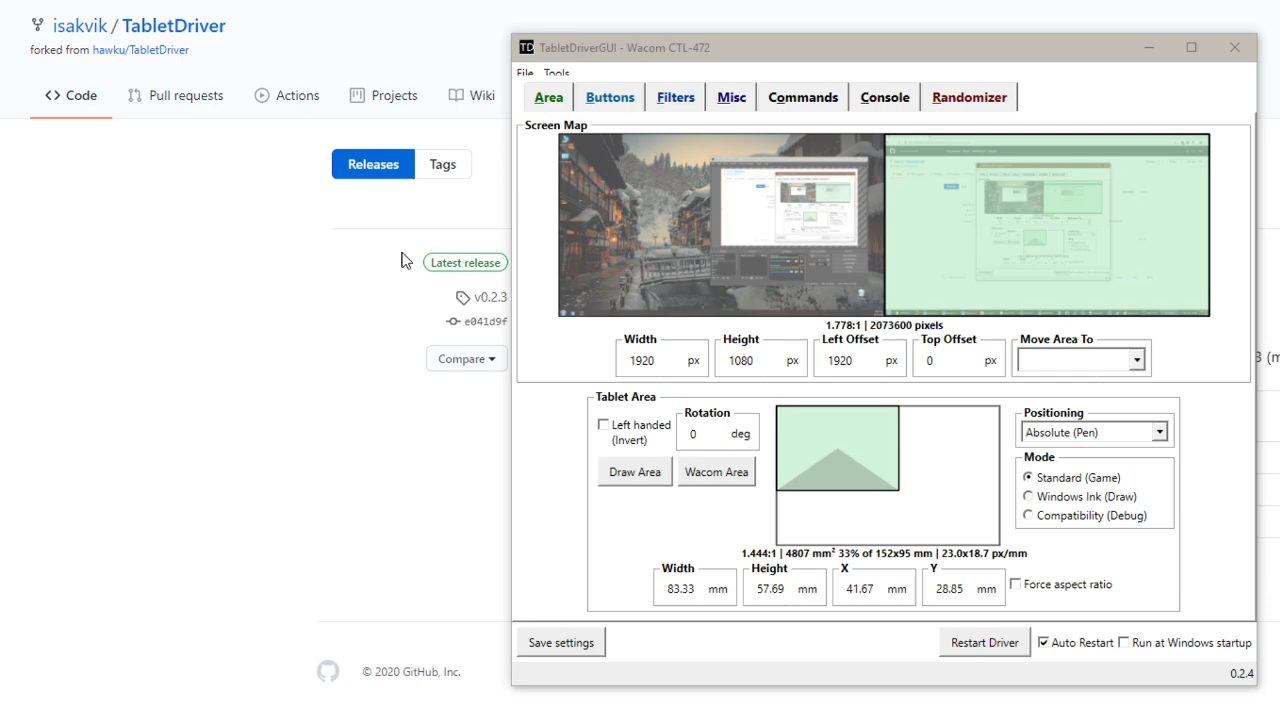 isakvik / TabletDriver
forked from hawku/TabletDriver
Code
Pull requests
Actions
Projects
Wiki
Releases
Tags
Latest release
v0.2.3
e041d9f
Compare
© 2020 GitHub, Inc.
TD TabletDriverGUI - Wacom CTL-472
File Tools
Area
Buttons
Filters
Misc
Commands
Console
Randomizer
Screen Map
1.778:1 | 2073600 pixels
Width
Height
Left Offset
Top Offset
Move Area To
1920 px
1080 px
1920 px
0 px
Tablet Area
Left handed
(Invert)
Rotation
0 deg
Draw Area
Wacom Area
Positioning
Absolute (Pen)
Mode
Standard (Game)
Windows Ink (Draw)
Compatibility (Debug)
1.444:1 | 4807 mm² 33% of 152x95 mm | 23.0x18.7 px/mm
Width
Height
X
Y
83.33 mm
57.69 mm
41.67 mm
28.85 mm
Force aspect ratio
Save settings
Restart Driver
Auto Restart
Run at Windows startup
0.2.4